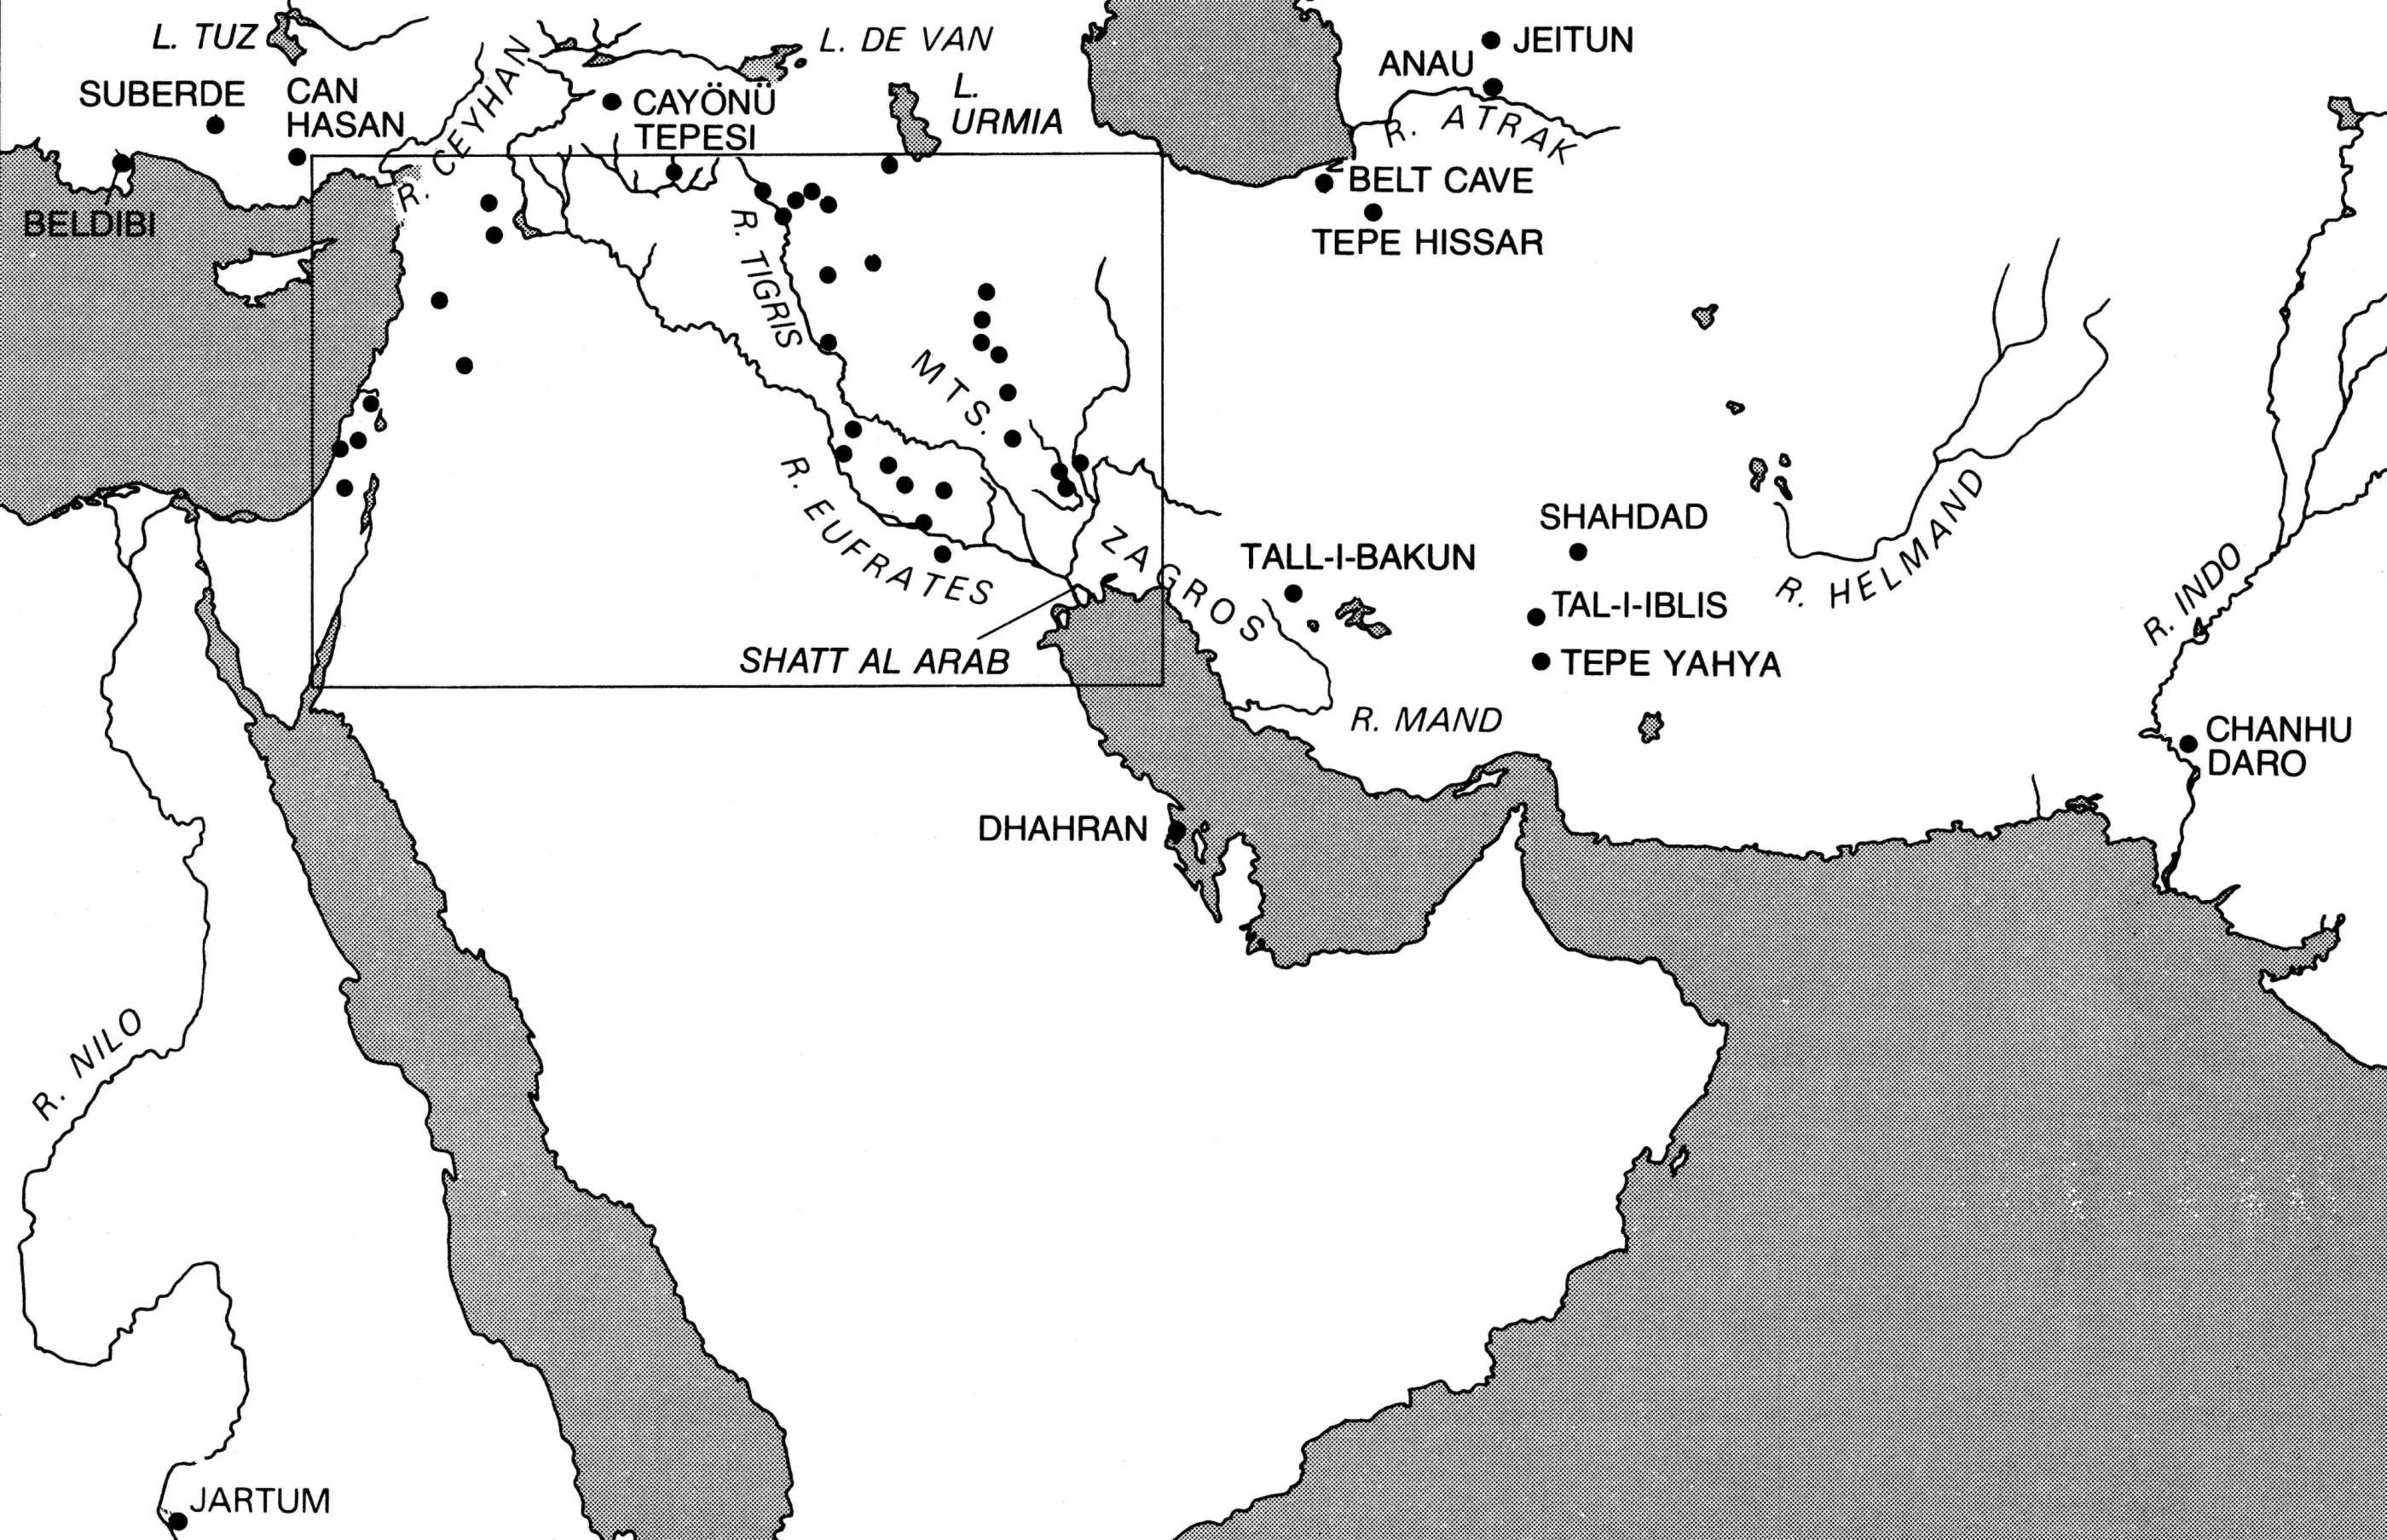 L. TUZ
L. DE VAN
JEITUN
ANAU
SUBERDE
CAN
HASAN
R. CEYHAN
CAYÖNÜ
TEPESI
L.
URMIA
R. ATRAK
BELT CAVE
BELDIBI
TEPE HISSAR
R. TIGRIS
MTS.
ZAGROS
R. EUFRATES
SHATT AL ARAB
TALL-I-BAKUN
SHAHDAD
TAL-I-IBLIS
TEPE YAHYA
R. HELMAND
R. INDO
R. MAND
CHANHU
DARO
DHAHRAN
R. NILO
JARTUM